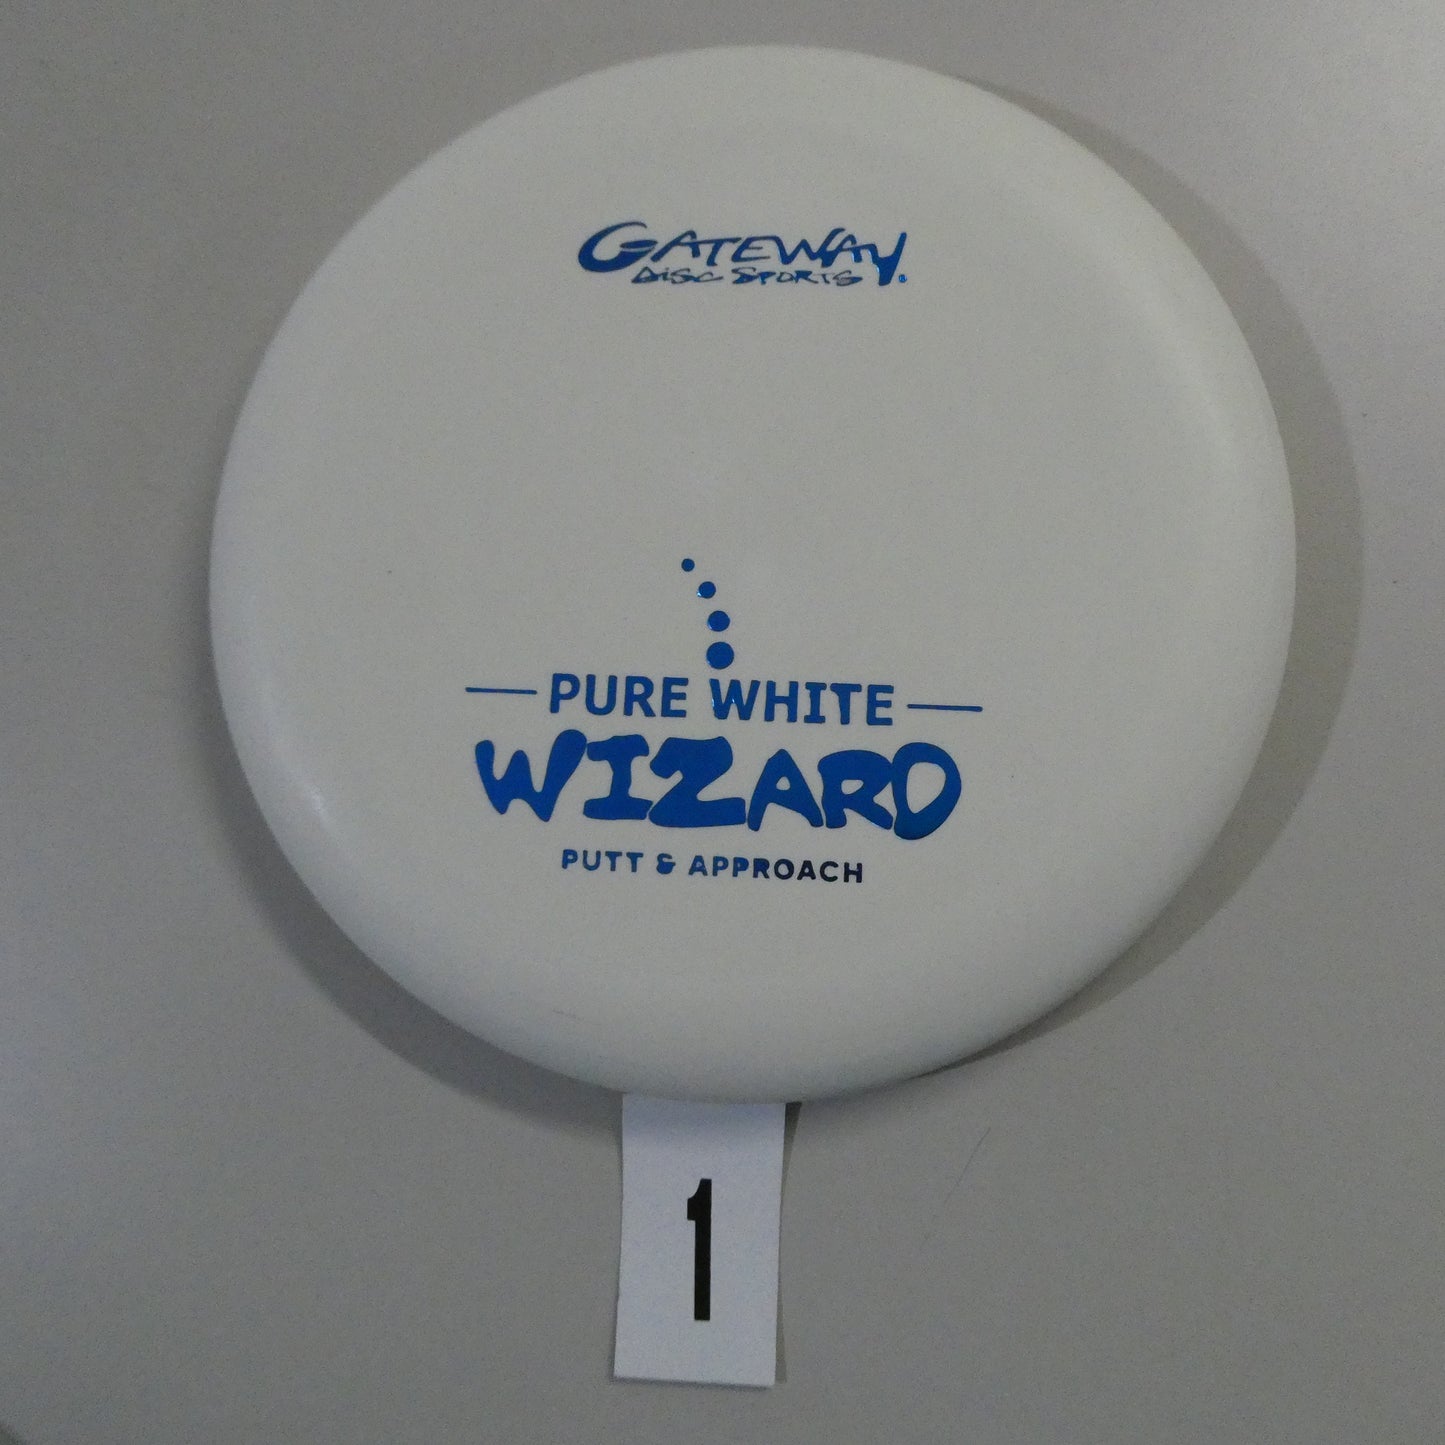 GATEWAY
DISC SPORTS
PURE WHITE
WIZARD
PUTT & APPROACH
1